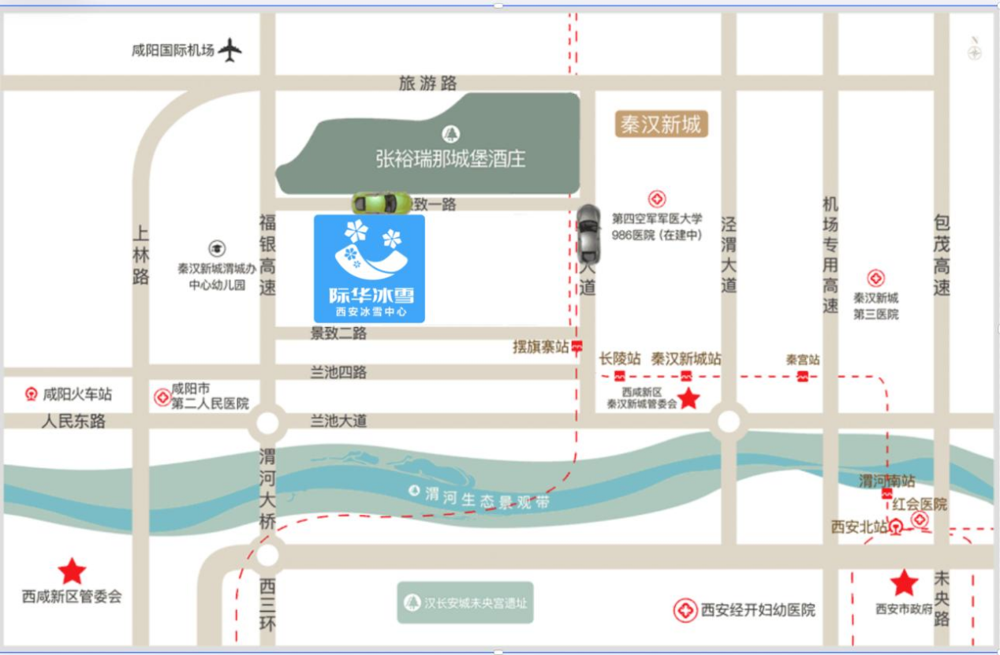 N
咸阳国际机场
旅游路
秦汉新城
张裕瑞那城堡酒庄
致一路
第四空军军医大学
986医院(在建中)
上林路
福银高速
泾渭大道
机场专用高速
包茂高速
秦汉新城渭城办
中心幼儿园
际华冰雪
西安冰雪中心
大道
秦汉新城
第三医院
景致二路
摆旗寨站
长陵站
秦汉新城站
秦宫站
兰池四路
咸阳火车站
咸阳市
第二人民医院
西咸新区
秦汉新城管委会
人民东路
兰池大道
渭河大桥
渭河生态景观带
渭河南站
红会医院
西安北站
西咸新区管委会
西三环
汉长安城未央宫遗址
西安经开妇幼医院
西安市政府
未央路